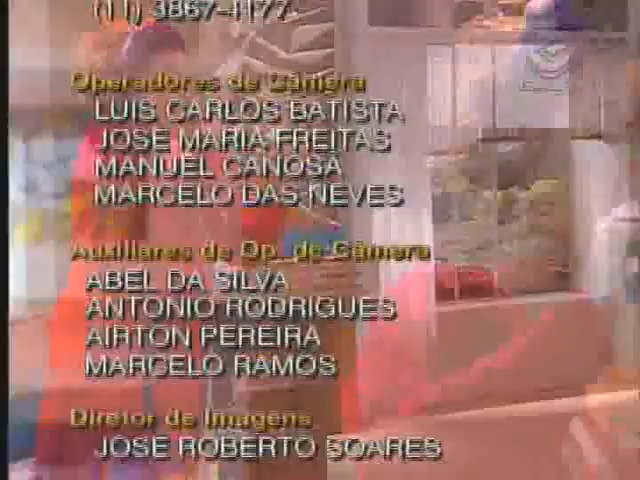 (11) 3867-4177
Operadores de Câmera
LUIS CARLOS BATISTA
JOSE MARIA FREITAS
MANUEL CANOSA
MARCELO DAS NEVES
Auxiliares de Op. de Câmera
ABEL DA SILVA
ANTONIO RODRIGUES
AIRTON PEREIRA
MARCELO RAMOS
Diretor de Imagens
JOSE ROBERTO SOARES